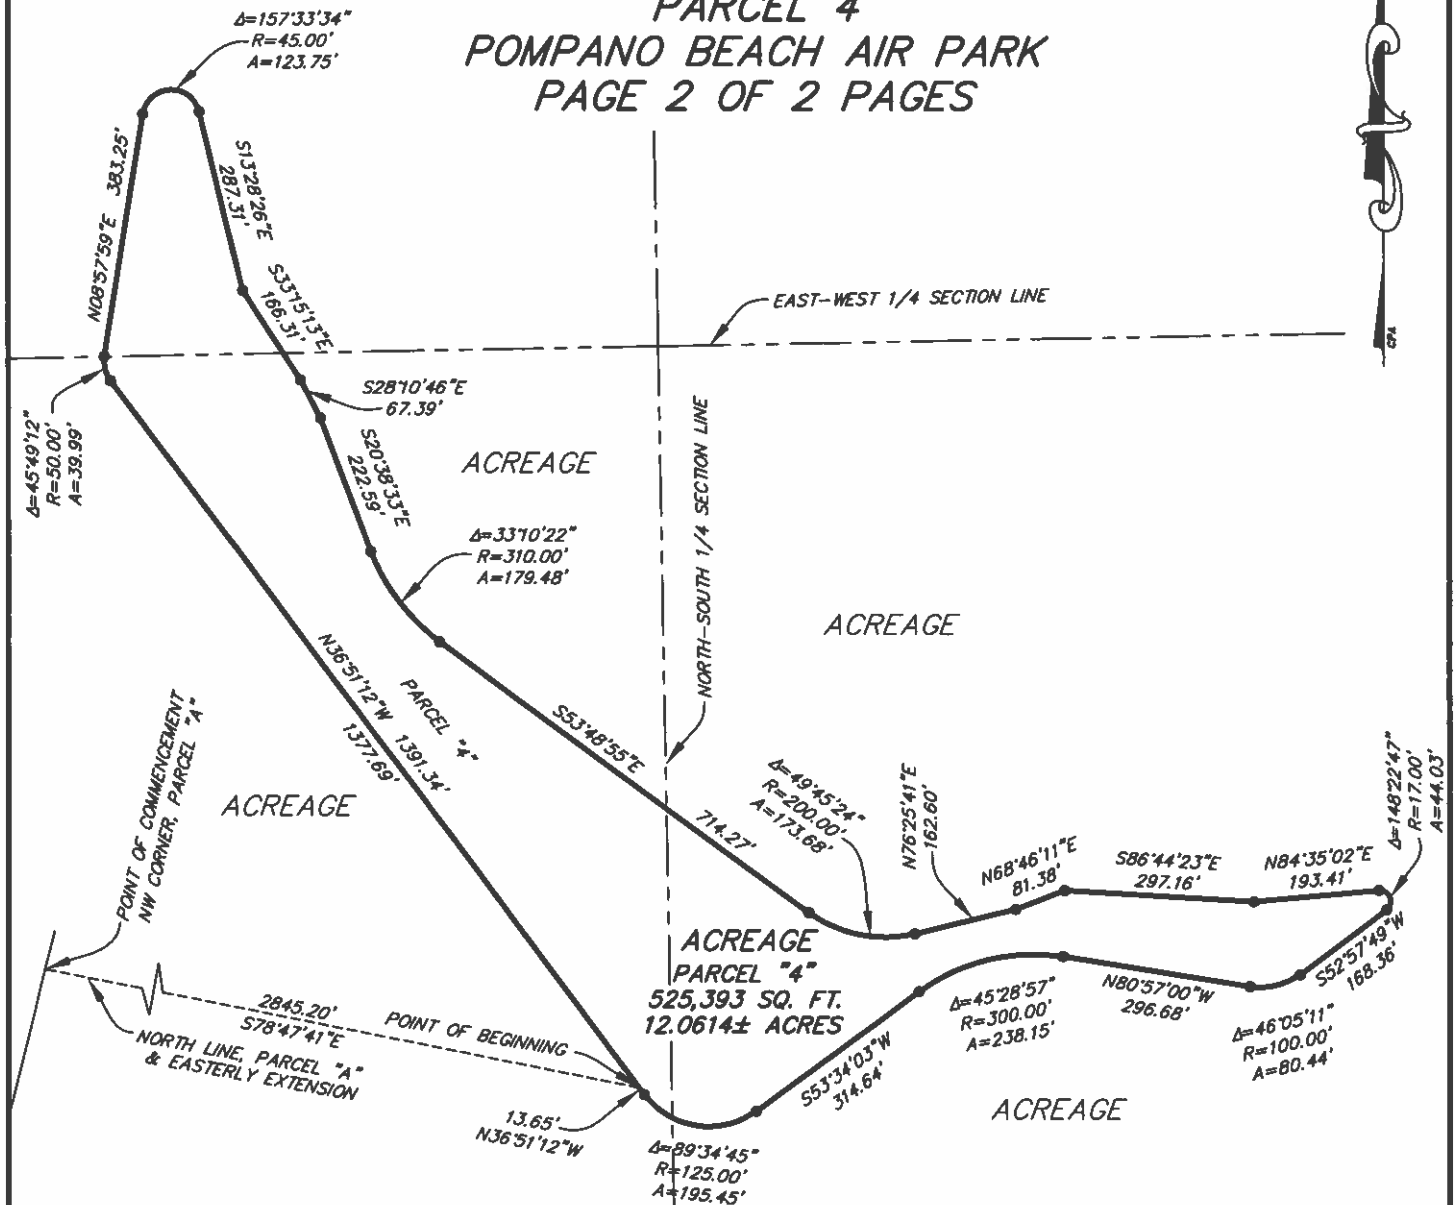 PARCEL 4
POMPANO BEACH AIR PARK
PAGE 2 OF 2 PAGES
Δ=157°33'34"
R=45.00'
A=123.75'
N08°57'59"E 383.25'
S13°28'26"E
287.31'
S33°15'13"E
166.31'
EAST-WEST 1/4 SECTION LINE
CPA
S28°10'46"E
67.39'
Δ=45°49'12"
R=50.00'
A=39.99'
S20°38'33"E
222.59'
ACREAGE
NORTH-SOUTH 1/4 SECTION LINE
Δ=33°10'22"
R=310.00'
A=179.48'
ACREAGE
N36°51'12"W 1391.34'
1377.69'
PARCEL "4"
S53°48'55"E
714.27'
POINT OF COMMENCEMENT
NW CORNER, PARCEL "A"
ACREAGE
Δ=49°45'24"
R=200.00'
A=173.68'
N76°25'41"E
162.60'
N68°46'11"E
81.38'
S86°44'23"E
297.16'
N84°35'02"E
193.41'
Δ=148°22'47"
R=17.00'
A=44.03'
ACREAGE
PARCEL "4"
525,393 SQ. FT.
12.0614± ACRES
S52°57'49"W
168.36'
N80°57'00"W
296.68'
Δ=45°28'57"
R=300.00'
A=238.15'
Δ=46°05'11"
R=100.00'
A=80.44'
2845.20'
S78°47'41"E
POINT OF BEGINNING
NORTH LINE, PARCEL "A"
& EASTERLY EXTENSION
S53°34'03"W
314.64'
ACREAGE
13.65'
N36°51'12"W
Δ=89°34'45"
R=125.00'
A=195.45'